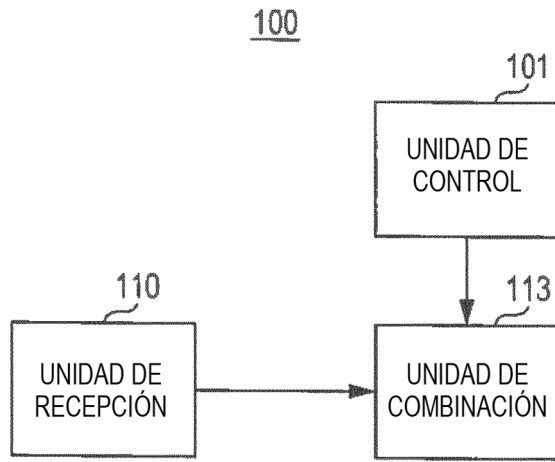 100
101
UNIDAD DE
CONTROL
110
UNIDAD DE
RECEPCIÓN
113
UNIDAD DE
COMBINACIÓN